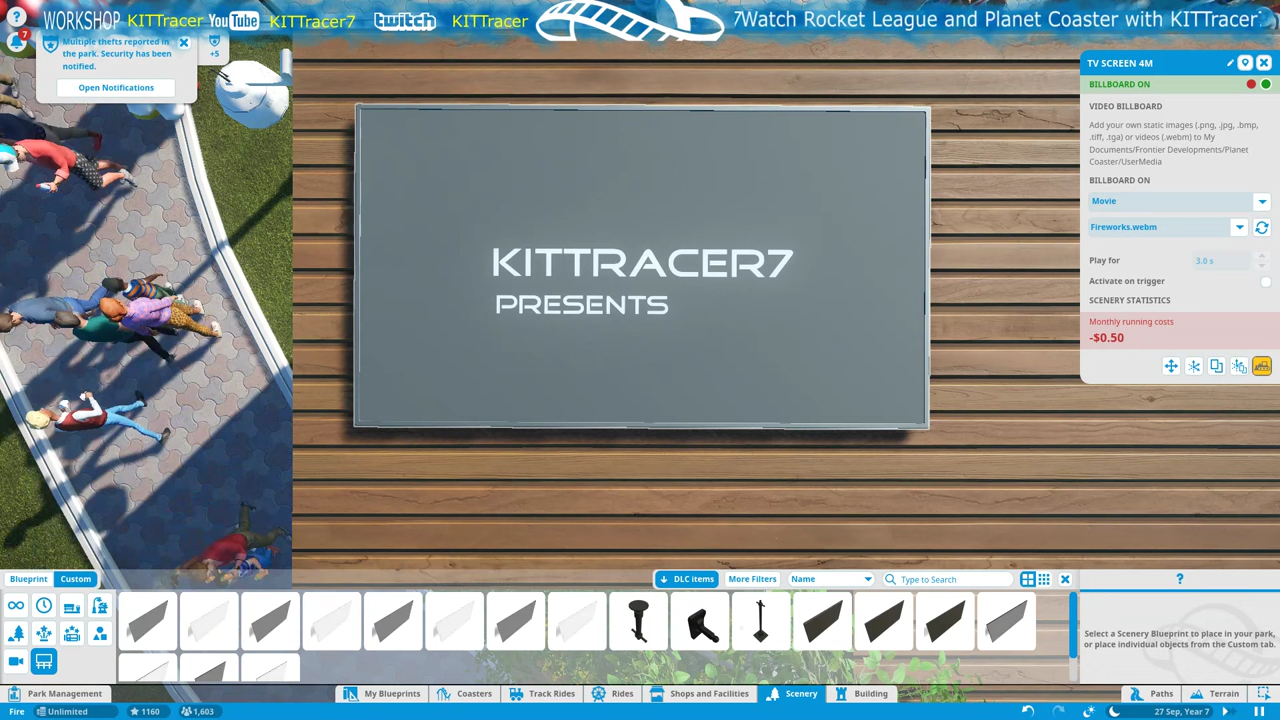 WORKSHOP KITTracer YouTube KITTracer7 twitch KITTracer 7Watch Rocket League and Planet Coaster with KITTracer
?
7
Multiple thefts reported in
the park. Security has been
notified.
+5
Open Notifications
KITTRACER7
PRESENTS
TV SCREEN 4M
BILLBOARD ON
VIDEO BILLBOARD
Add your own static images (.png, .jpg, .bmp,
.tiff, .tga) or videos (.webm) to My
Documents/Frontier Developments/Planet
Coaster/UserMedia
BILLBOARD ON
Movie
Fireworks.webm
Play for 3.0 s
Activate on trigger
SCENERY STATISTICS
Monthly running costs
-$0.50
Blueprint Custom DLC items More Filters Name Type to Search ?
Select a Scenery Blueprint to place in your park,
or place individual objects from the Custom tab.
Park Management My Blueprints Coasters Track Rides Rides Shops and Facilities Scenery Building Paths Terrain
Fire Unlimited 1160 1,603 27 Sep, Year 7